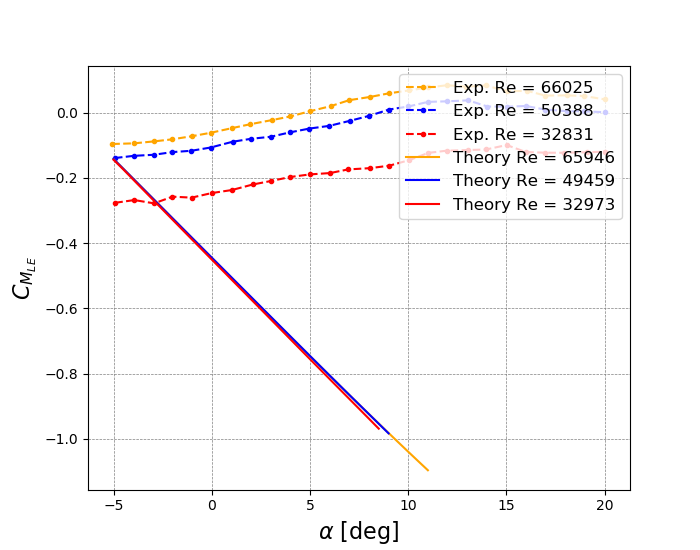 Exp. Re = 66025
Exp. Re = 50388
Exp. Re = 32831
Theory Re = 65946
Theory Re = 49459
Theory Re = 32973
0.0
−0.2
−0.4
−0.6
−0.8
−1.0
C_{M_{LE}}
−5 0 5 10 15 20
α [deg]